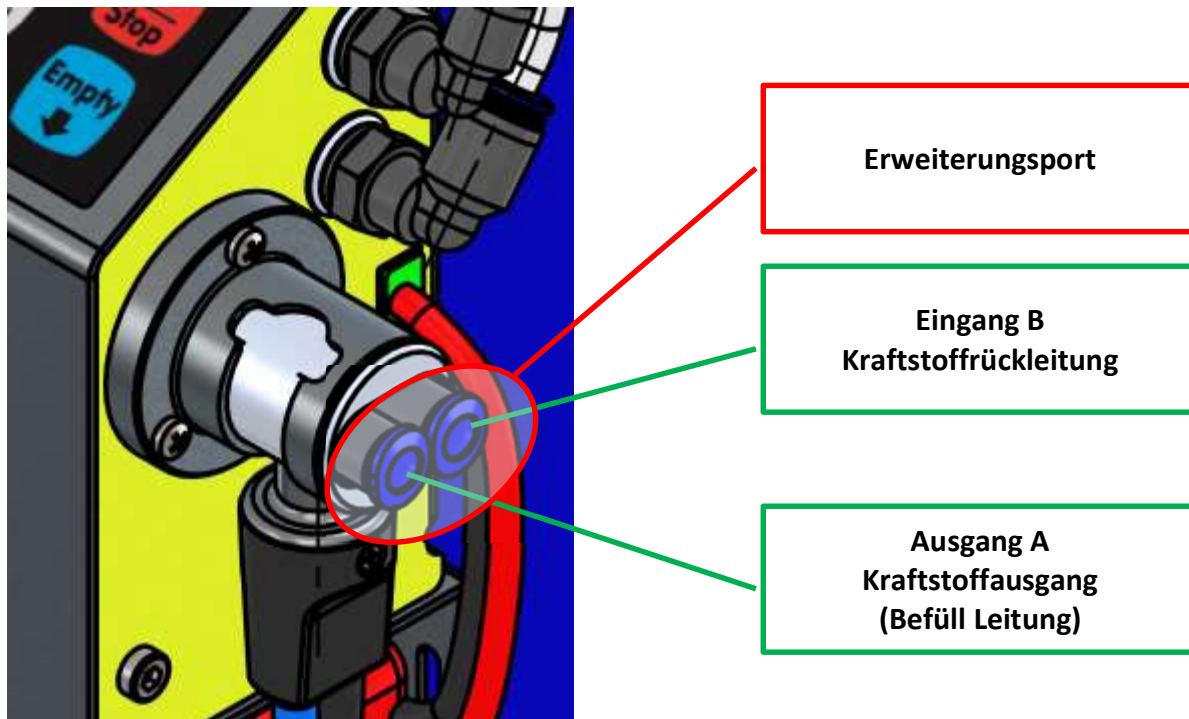 Stop
Empty
Erweiterungsport
Eingang B
Kraftstoffrückleitung
Ausgang A
Kraftstoffausgang
(Befüll Leitung)